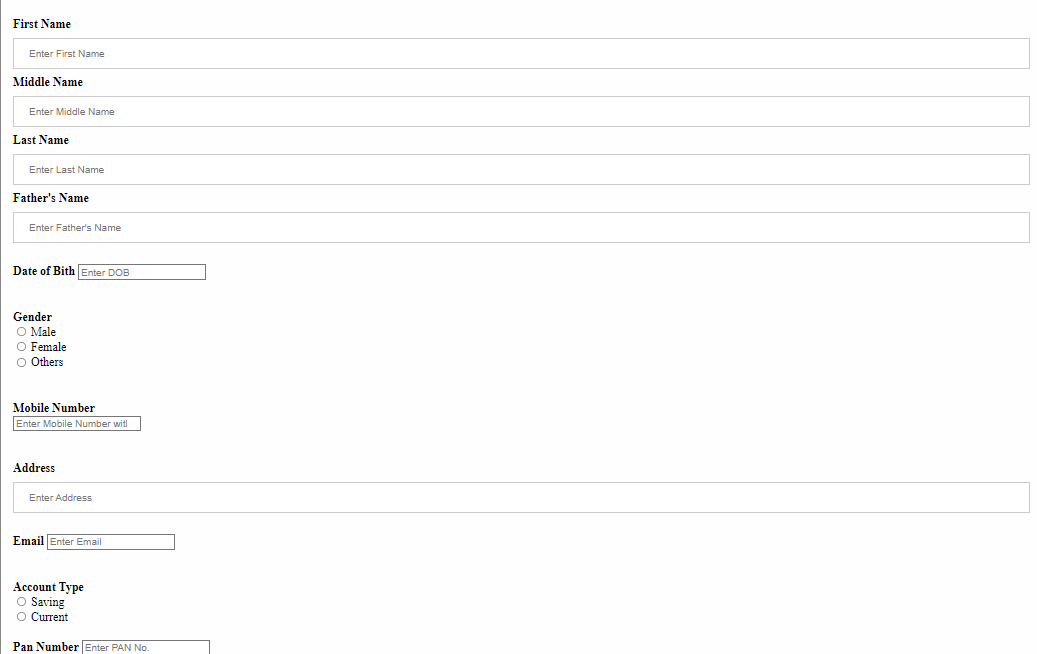 First Name
Enter First Name
Middle Name
Enter Middle Name
Last Name
Enter Last Name
Father's Name
Enter Father's Name
Date of Bith Enter DOB
Gender
Male
Female
Others
Mobile Number
Enter Mobile Number
Address
Enter Address
Email Enter Email
Account Type
Saving
Current
Pan Number Enter PAN No.